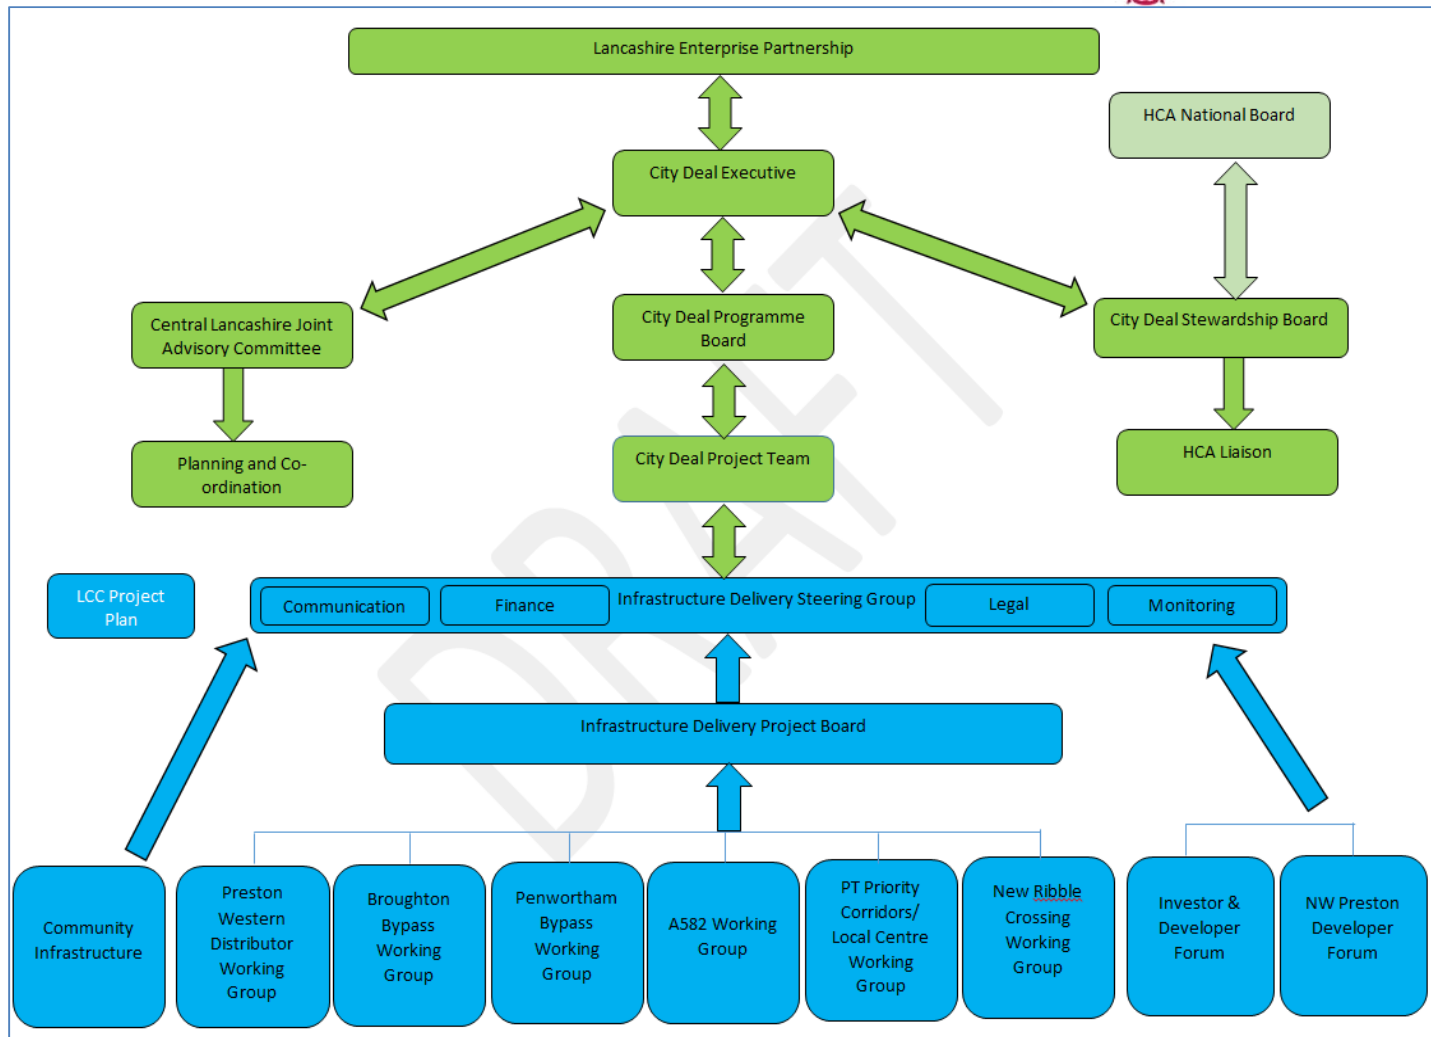 Lancashire Enterprise Partnership
HCA National Board
City Deal Executive
Central Lancashire Joint
Advisory Committee
City Deal Programme
Board
City Deal Stewardship Board
Planning and Co-
ordination
City Deal Project Team
HCA Liaison
LCC Project
Plan
Communication
Finance
Infrastructure Delivery Steering Group
Legal
Monitoring
Infrastructure Delivery Project Board
Community
Infrastructure
Preston
Western
Distributor
Working
Group
Broughton
Bypass
Working
Group
Penwortham
Bypass
Working
Group
A582 Working
Group
PT Priority
Corridors/
Local Centre
Working
Group
New Ribble
Crossing
Working
Group
Investor &
Developer
Forum
NW Preston
Developer
Forum
DRAFT